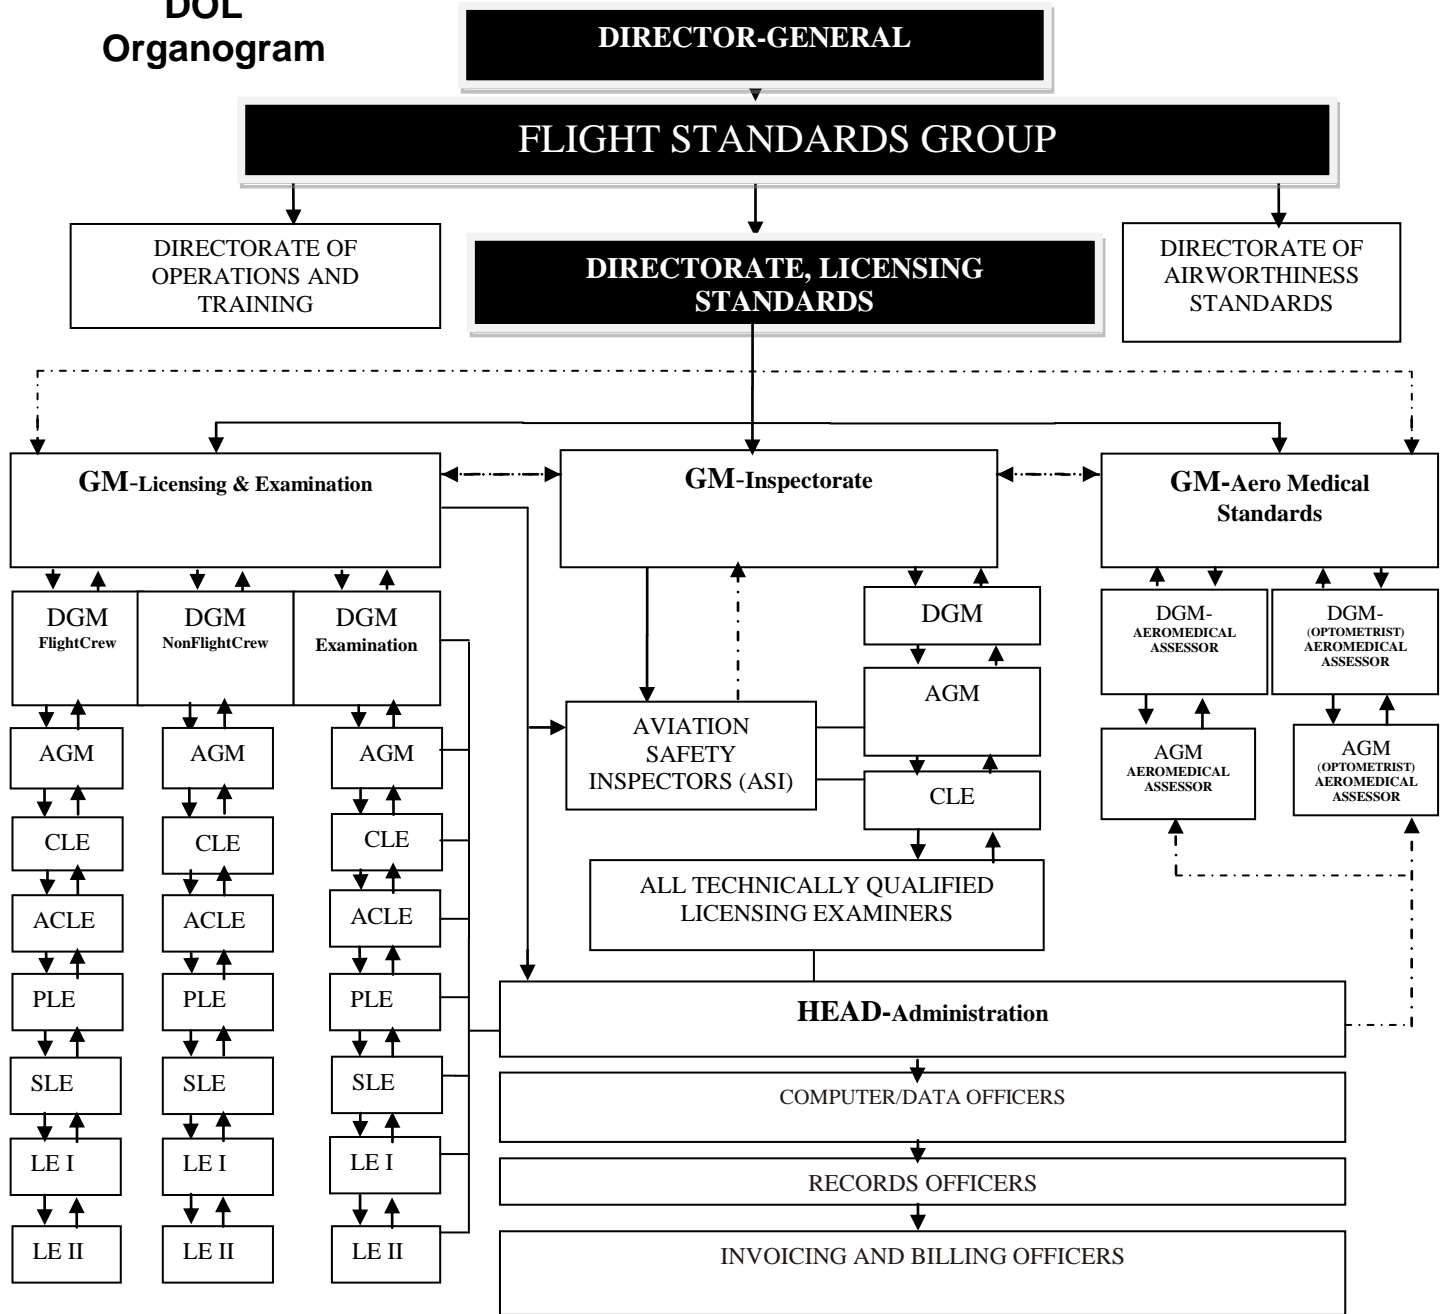 DOL
Organogram
DIRECTOR-GENERAL
FLIGHT STANDARDS GROUP
DIRECTORATE OF
OPERATIONS AND
TRAINING
DIRECTORATE, LICENSING
STANDARDS
DIRECTORATE OF
AIRWORTHINESS
STANDARDS
GM-Licensing & Examination
GM-Inspectorate
GM-Aero Medical
Standards
DGM
FlightCrew
DGM
NonFlightCrew
DGM
Examination
AGM
AGM
AGM
CLE
CLE
CLE
ACLE
ACLE
ACLE
PLE
PLE
PLE
SLE
SLE
SLE
LE I
LE I
LE I
LE II
LE II
LE II
AVIATION
SAFETY
INSPECTORS (ASI)
DGM
AGM
CLE
ALL TECHNICALLY QUALIFIED
LICENSING EXAMINERS
DGM-
AEROMEDICAL
ASSESSOR
DGM-
(OPTOMETRIST)
AEROMEDICAL
ASSESSOR
AGM
AEROMEDICAL
ASSESSOR
AGM
(OPTOMETRIST)
AEROMEDICAL
ASSESSOR
HEAD-Administration
COMPUTER/DATA OFFICERS
RECORDS OFFICERS
INVOICING AND BILLING OFFICERS